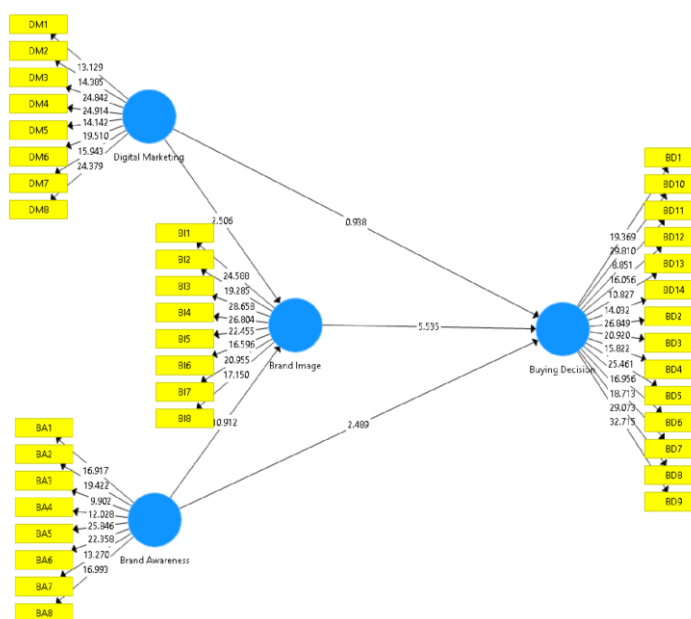 DM1
DM2
DM3
DM4
DM5
DM6
DM7
DM8
13.129
14.385
24.842
24.914
14.142
19.510
15.943
24.379
Digital Marketing
2.506
0.938
BI1
BI2
BI3
BI4
BI5
BI6
BI7
BI8
24.588
19.285
28.658
26.804
22.455
16.596
20.955
17.150
Brand Image
5.535
10.912
2.489
BA1
BA2
BA3
BA4
BA5
BA6
BA7
BA8
16.917
19.422
9.902
12.028
25.846
22.358
13.270
16.993
Brand Awareness
BD1
BD10
BD11
BD12
BD13
BD14
BD2
BD3
BD4
BD5
BD6
BD7
BD8
BD9
19.369
29.810
8.851
16.056
10.827
14.032
26.849
20.920
15.822
25.461
16.956
18.713
29.073
32.715
Buying Decision